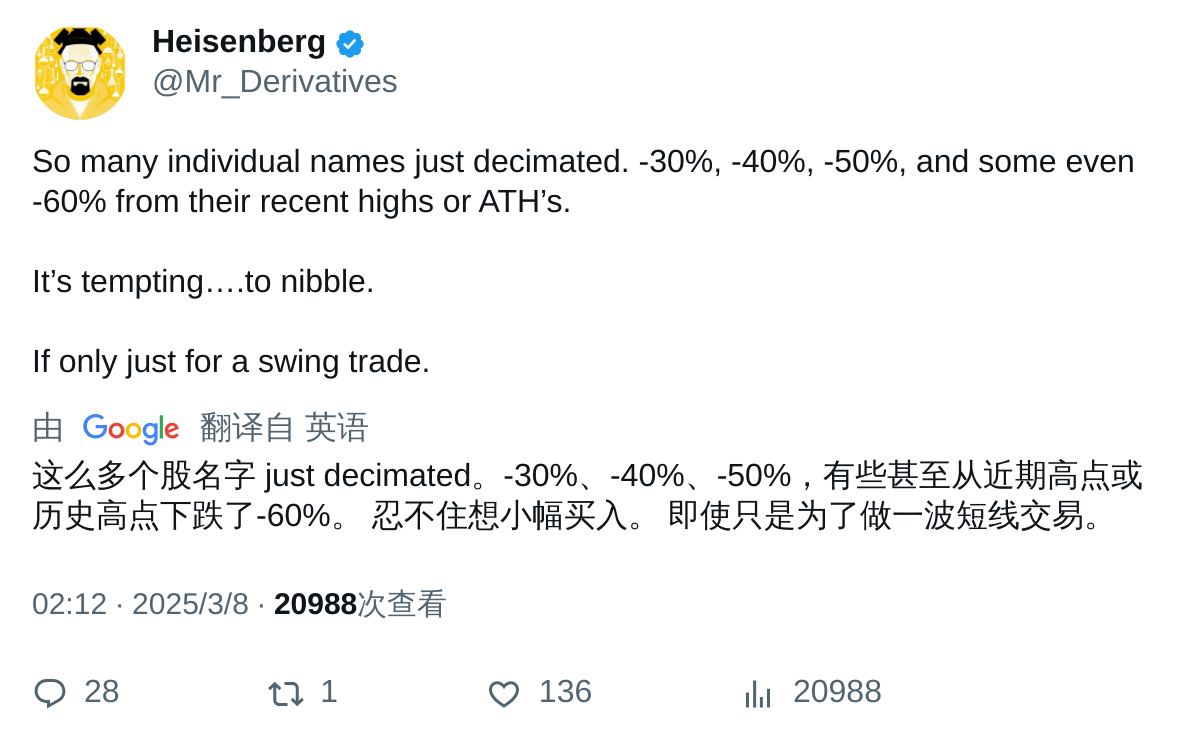 Heisenberg
@Mr_Derivatives
So many individual names just decimated. -30%, -40%, -50%, and some even
-60% from their recent highs or ATH’s.
It’s tempting….to nibble.
If only just for a swing trade.
由 Google 翻译自 英语
这么多个股名字 just decimated。-30%、-40%、-50%，有些甚至从近期高点或
历史高点下跌了-60%。 忍不住想小幅买入。 即使只是为了做一波短线交易。
02:12 · 2025/3/8 · 20988次查看
28 1 136 20988